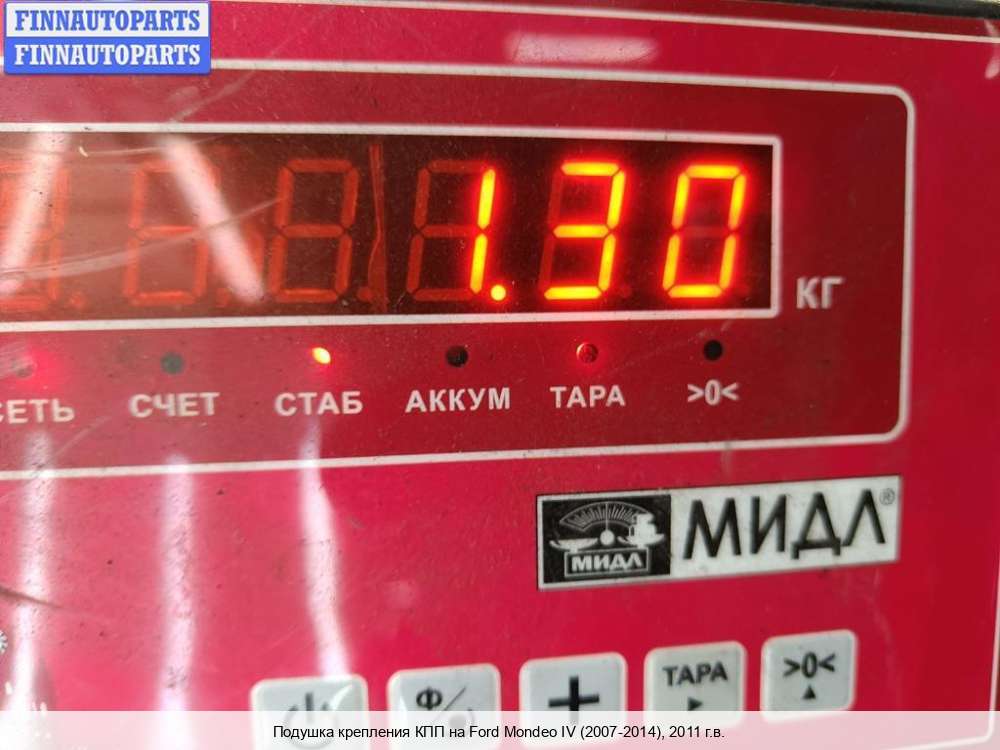 FINNAUTOPARTS
FINNAUTOPARTS
1.30
КГ
СЕТЬ СЧЕТ СТАБ АККУМ ТАРА >0<
МИДЛ
МИДЛ®
Ф/
+
ТАРА
>0<
Подушка крепления КПП на Ford Mondeo IV (2007-2014), 2011 г.в.